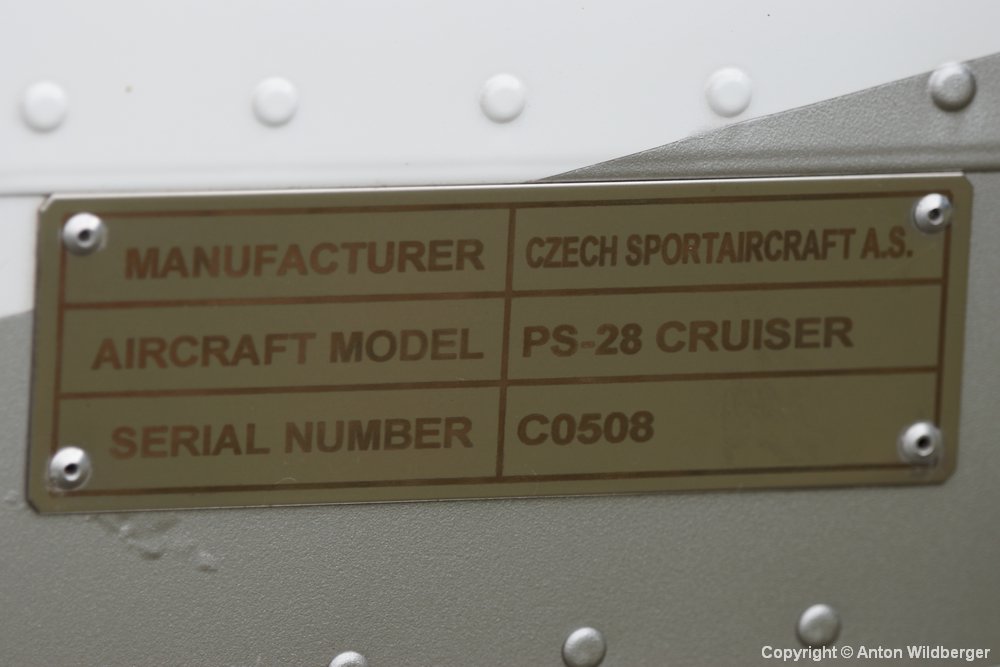 MANUFACTURER CZECH SPORTAIRCRAFT A.S.
AIRCRAFT MODEL PS-28 CRUISER
SERIAL NUMBER C0508
Copyright © Anton Wildberger